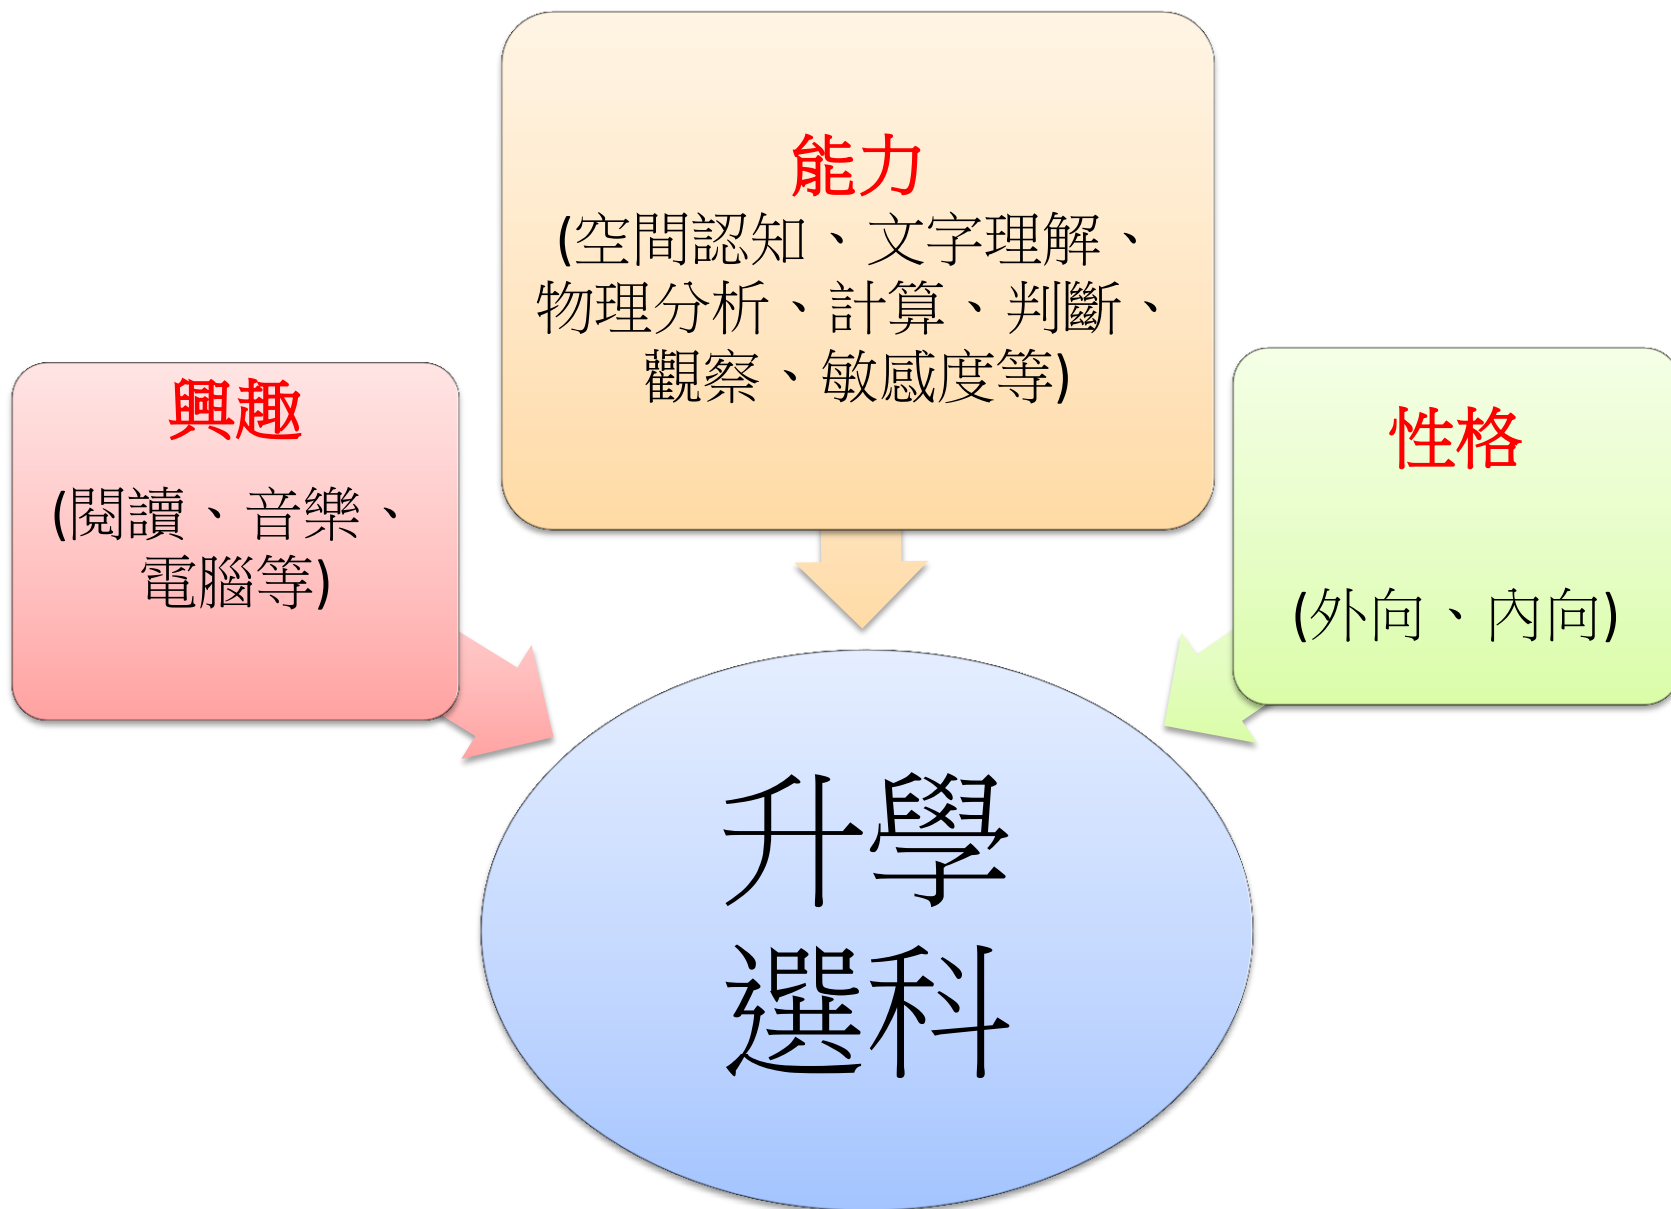 能力
(空間認知、文字理解、
物理分析、計算、判斷、
觀察、敏感度等)
興趣
(閱讀、音樂、
電腦等)
性格
(外向、內向)
升學
選科